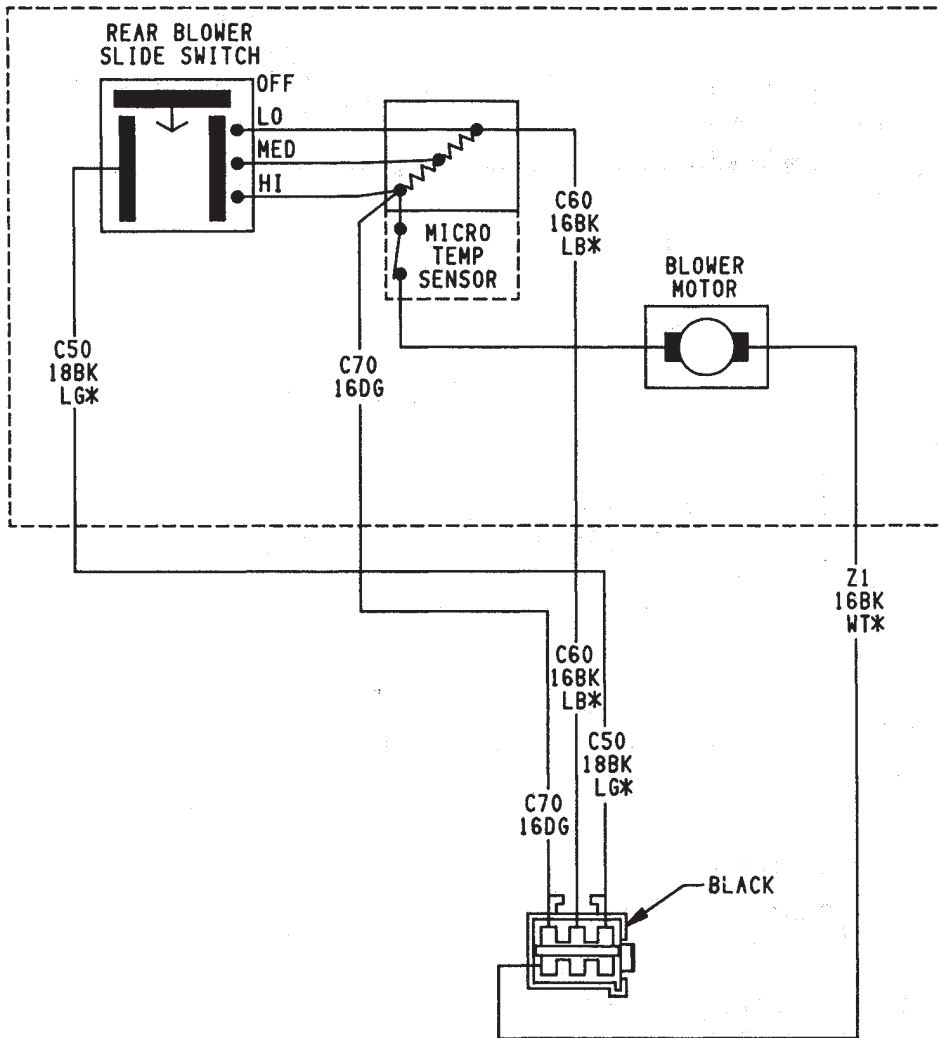 REAR BLOWER
SLIDE SWITCH
OFF
LO
MED
HI
MICRO
TEMP
SENSOR
C60
16BK
LB*
BLOWER
MOTOR
C50
18BK
LG*
C70
16DG
Z1
16BK
WT*
C60
16BK
LB*
C50
18BK
LG*
C70
16DG
BLACK